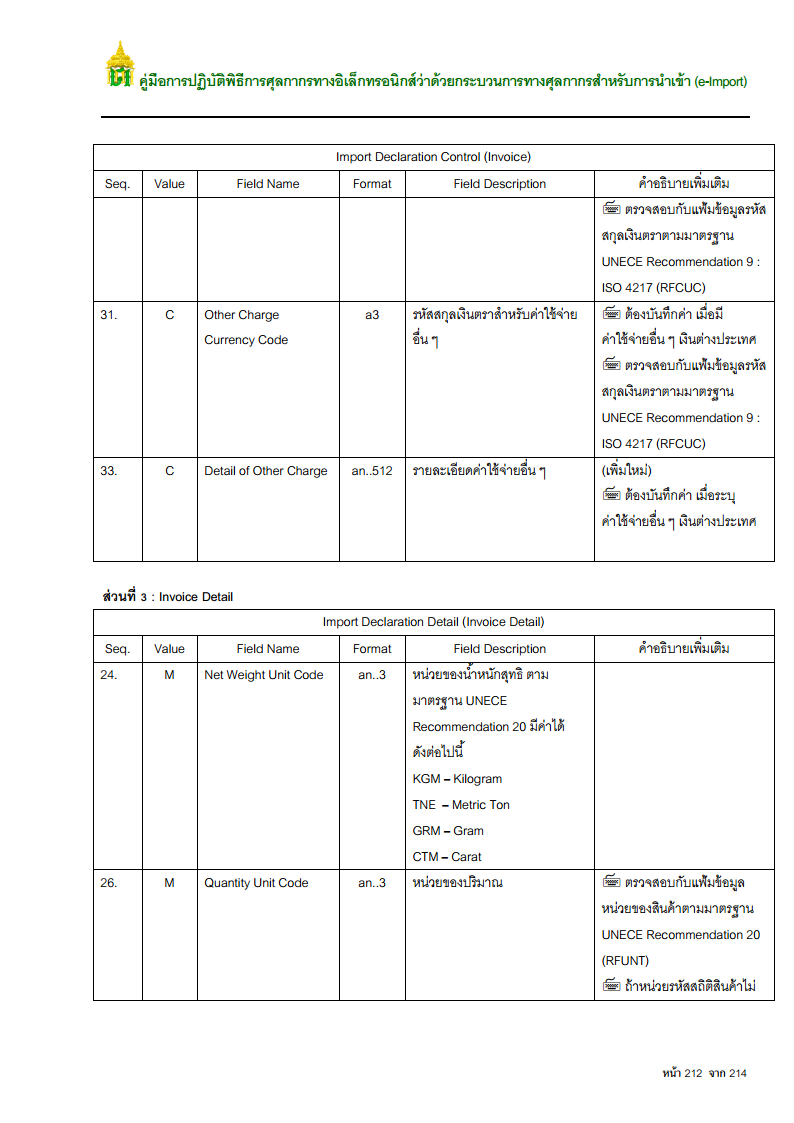 คู่มือการปฏิบัติพิธีการศุลกากรทางอิเล็กทรอนิกส์ว่าด้วยกระบวนการทางศุลกากรสำหรับการนำเข้า (e-Import)
Import Declaration Control (Invoice)
Seq. Value Field Name Format Field Description คำอธิบายเพิ่มเติม
ตรวจสอบกับแฟ้มข้อมูลรหัส
สกุลเงินตราตามมาตรฐาน
UNECE Recommendation 9 :
ISO 4217 (RFCUC)
31. C Other Charge a3 รหัสสกุลเงินตราสำหรับค่าใช้จ่าย ต้องบันทึกค่า เมื่อมี
Currency Code อื่น ๆ ค่าใช้จ่ายอื่น ๆ เงินต่างประเทศ
ตรวจสอบกับแฟ้มข้อมูลรหัส
สกุลเงินตราตามมาตรฐาน
UNECE Recommendation 9 :
ISO 4217 (RFCUC)
33. C Detail of Other Charge an..512 รายละเอียดค่าใช้จ่ายอื่น ๆ (เพิ่มใหม่)
ต้องบันทึกค่า เมื่อระบุ
ค่าใช้จ่ายอื่น ๆ เงินต่างประเทศ
ส่วนที่ 3 : Invoice Detail
Import Declaration Detail (Invoice Detail)
Seq. Value Field Name Format Field Description คำอธิบายเพิ่มเติม
24. M Net Weight Unit Code an..3 หน่วยของน้ำหนักสุทธิ ตาม
มาตรฐาน UNECE
Recommendation 20 มีค่าได้
ดังต่อไปนี้
KGM – Kilogram
TNE – Metric Ton
GRM – Gram
CTM – Carat
26. M Quantity Unit Code an..3 หน่วยของปริมาณ ตรวจสอบกับแฟ้มข้อมูล
หน่วยของสินค้าตามมาตรฐาน
UNECE Recommendation 20
(RFUNT)
ถ้าหน่วยรหัสสถิติสินค้าไม่
หน้า 212 จาก 214